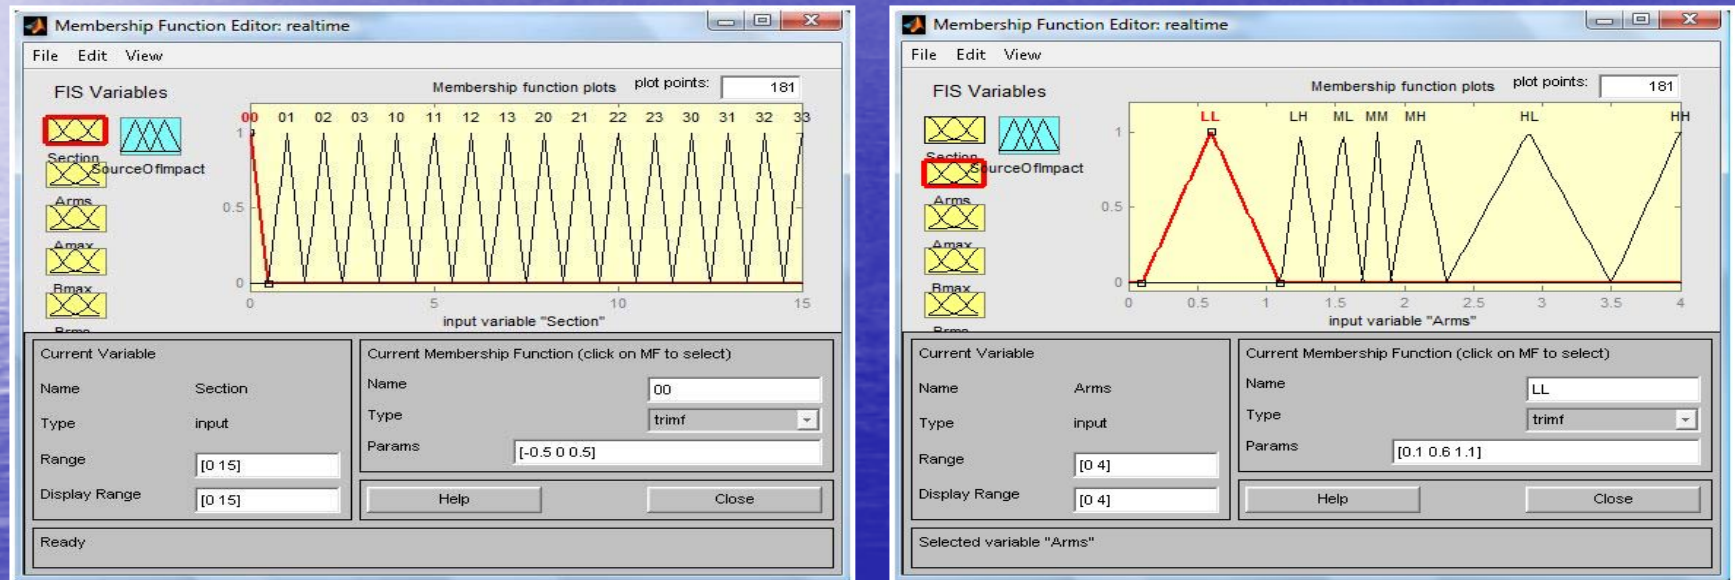 Membership Function Editor: realtime
File Edit View
FIS Variables
Membership function plots plot points: 181
00 01 02 03 10 11 12 13 20 21 22 23 30 31 32 33
Section
SourceOfImpact
Arms
Amax
Bmax
Brms
1
0.5
0
0 5 10 15
input variable "Section"
Current Variable
Name Section
Type input
Range [0 15]
Display Range [0 15]
Current Membership Function (click on MF to select)
Name 00
Type trimf
Params [-0.5 0 0.5]
Help Close
Ready
Membership Function Editor: realtime
File Edit View
FIS Variables
Membership function plots plot points: 181
LL LH ML MM MH HL HH
Section
SourceOfImpact
Arms
Amax
Bmax
Brms
1
0.5
0
0 0.5 1 1.5 2 2.5 3 3.5 4
input variable "Arms"
Current Variable
Name Arms
Type input
Range [0 4]
Display Range [0 4]
Current Membership Function (click on MF to select)
Name LL
Type trimf
Params [0.1 0.6 1.1]
Help Close
Selected variable "Arms"